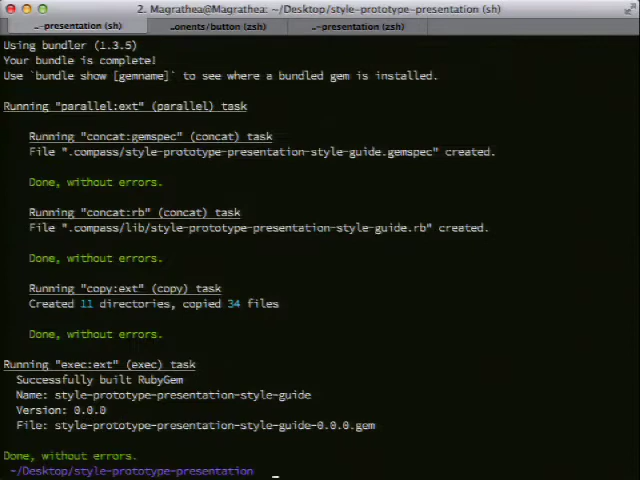 2. Magrathea@Magrathea: ~/Desktop/style-prototype-presentation (sh)
..-presentation (sh) ..onents/button (zsh) ..-presentation (zsh)
Using bundler (1.3.5)
Your bundle is complete!
Use `bundle show [gemname]` to see where a bundled gem is installed.
Running "parallel:ext" (parallel) task
Running "concat:gemspec" (concat) task
File ".compass/style-prototype-presentation-style-guide.gemspec" created.
Done, without errors.
Running "concat:rb" (concat) task
File ".compass/lib/style-prototype-presentation-style-guide.rb" created.
Done, without errors.
Running "copy:ext" (copy) task
Created 11 directories, copied 34 files
Done, without errors.
Running "exec:ext" (exec) task
Successfully built RubyGem
Name: style-prototype-presentation-style-guide
Version: 0.0.0
File: style-prototype-presentation-style-guide-0.0.0.gem
Done, without errors.
~/Desktop/style-prototype-presentation